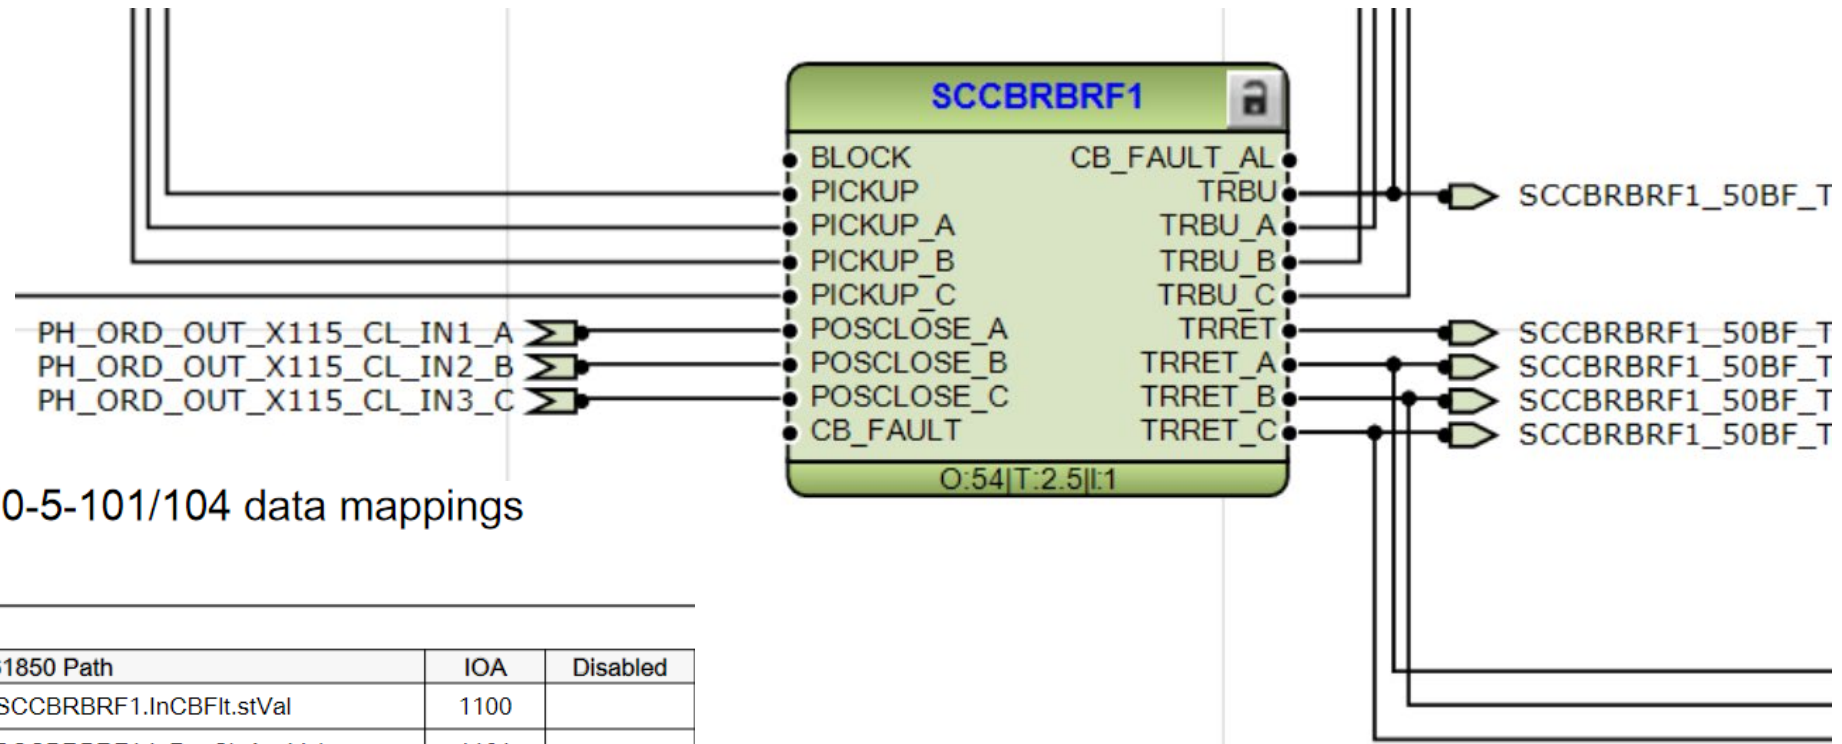 SCCBRBRF1
BLOCK CB_FAULT_AL
PICKUP TRBU SCCBRBRF1_50BF_T
PICKUP_A TRBU_A
PICKUP_B TRBU_B
PICKUP_C TRBU_C
PH_ORD_OUT_X115_CL_IN1_A POSCLOSE_A TRRET SCCBRBRF1_50BF_T
PH_ORD_OUT_X115_CL_IN2_B POSCLOSE_B TRRET_A SCCBRBRF1_50BF_T
PH_ORD_OUT_X115_CL_IN3_C POSCLOSE_C TRRET_B SCCBRBRF1_50BF_T
CB_FAULT TRRET_C SCCBRBRF1_50BF_T
O:54|T:2.5|I:1
0-5-101/104 data mappings
1850 Path IOA Disabled
SCCBRBRF1.InCBFlt.stVal 1100